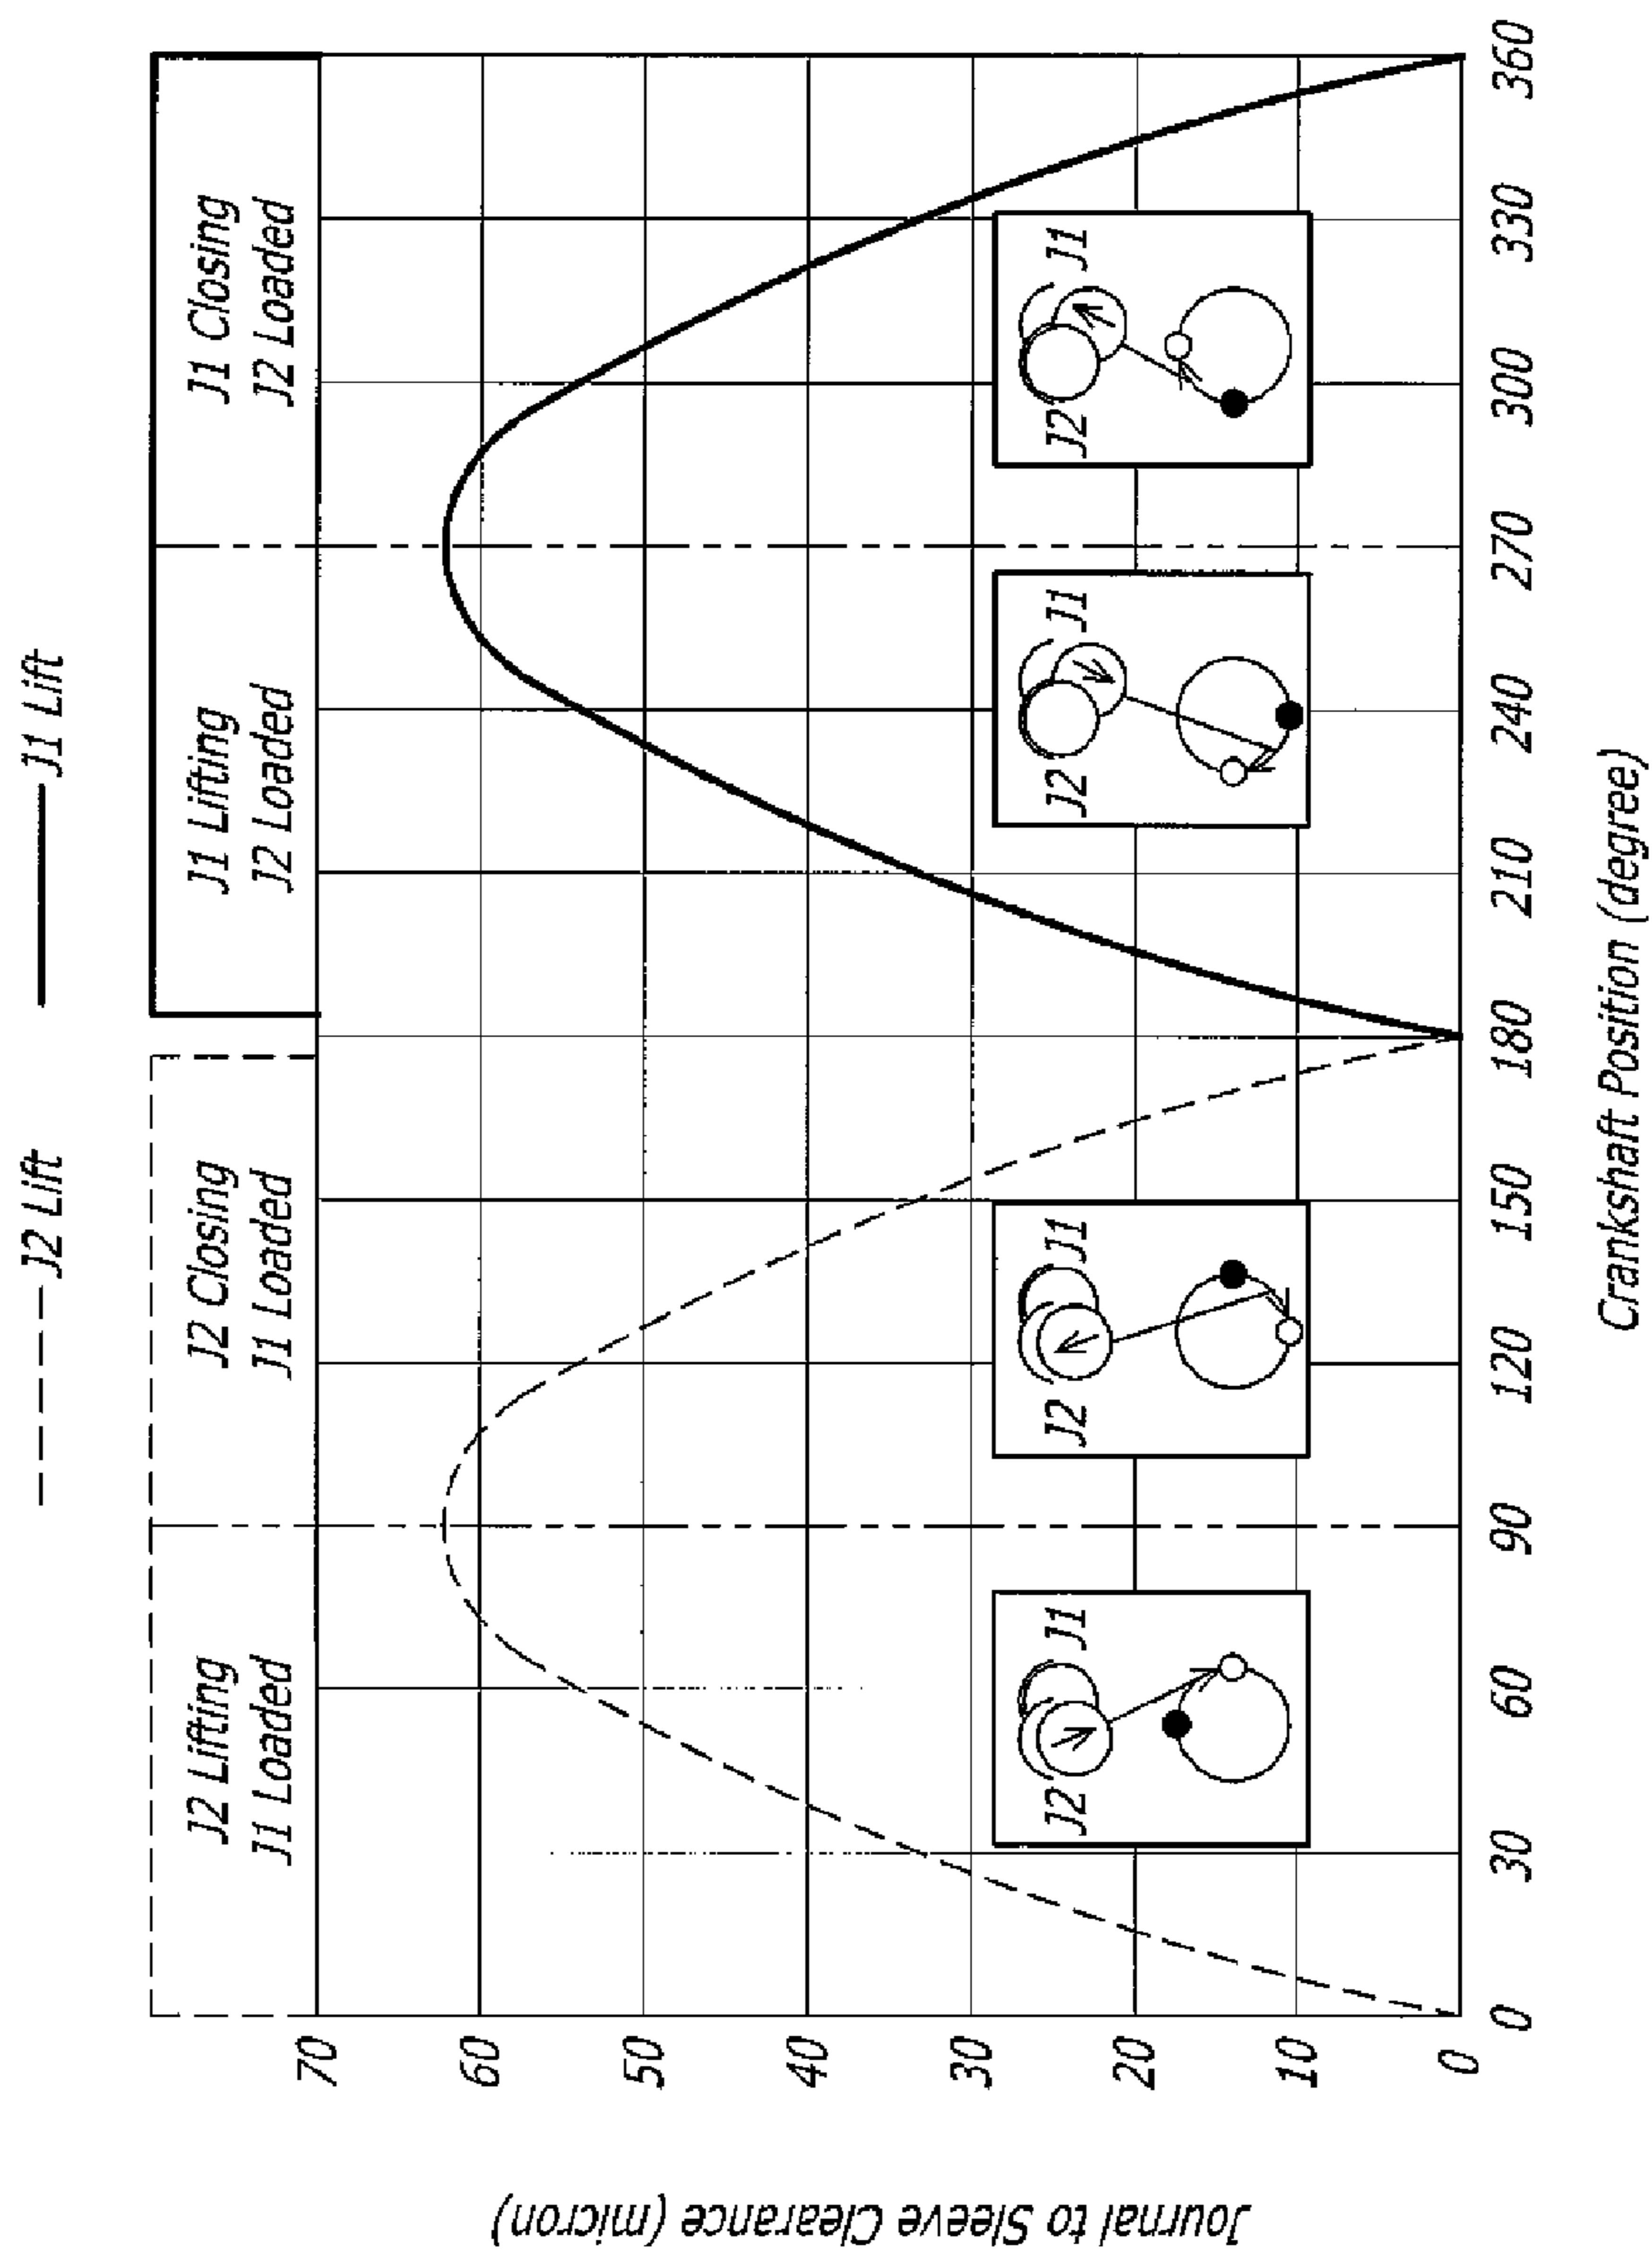 J2 Lift
J1 Lift
J2 Lifting
J1 Loaded
J2 Closing
J1 Loaded
J1 Lifting
J2 Loaded
J1 Closing
J2 Loaded
Journal to Sleeve Clearance (micron)
70
60
50
40
30
20
10
0
J2
J1
J2
J1
J2
J1
J2
J1
0
30
60
90
120
150
180
210
240
270
300
330
360
Crankshaft Position (degree)